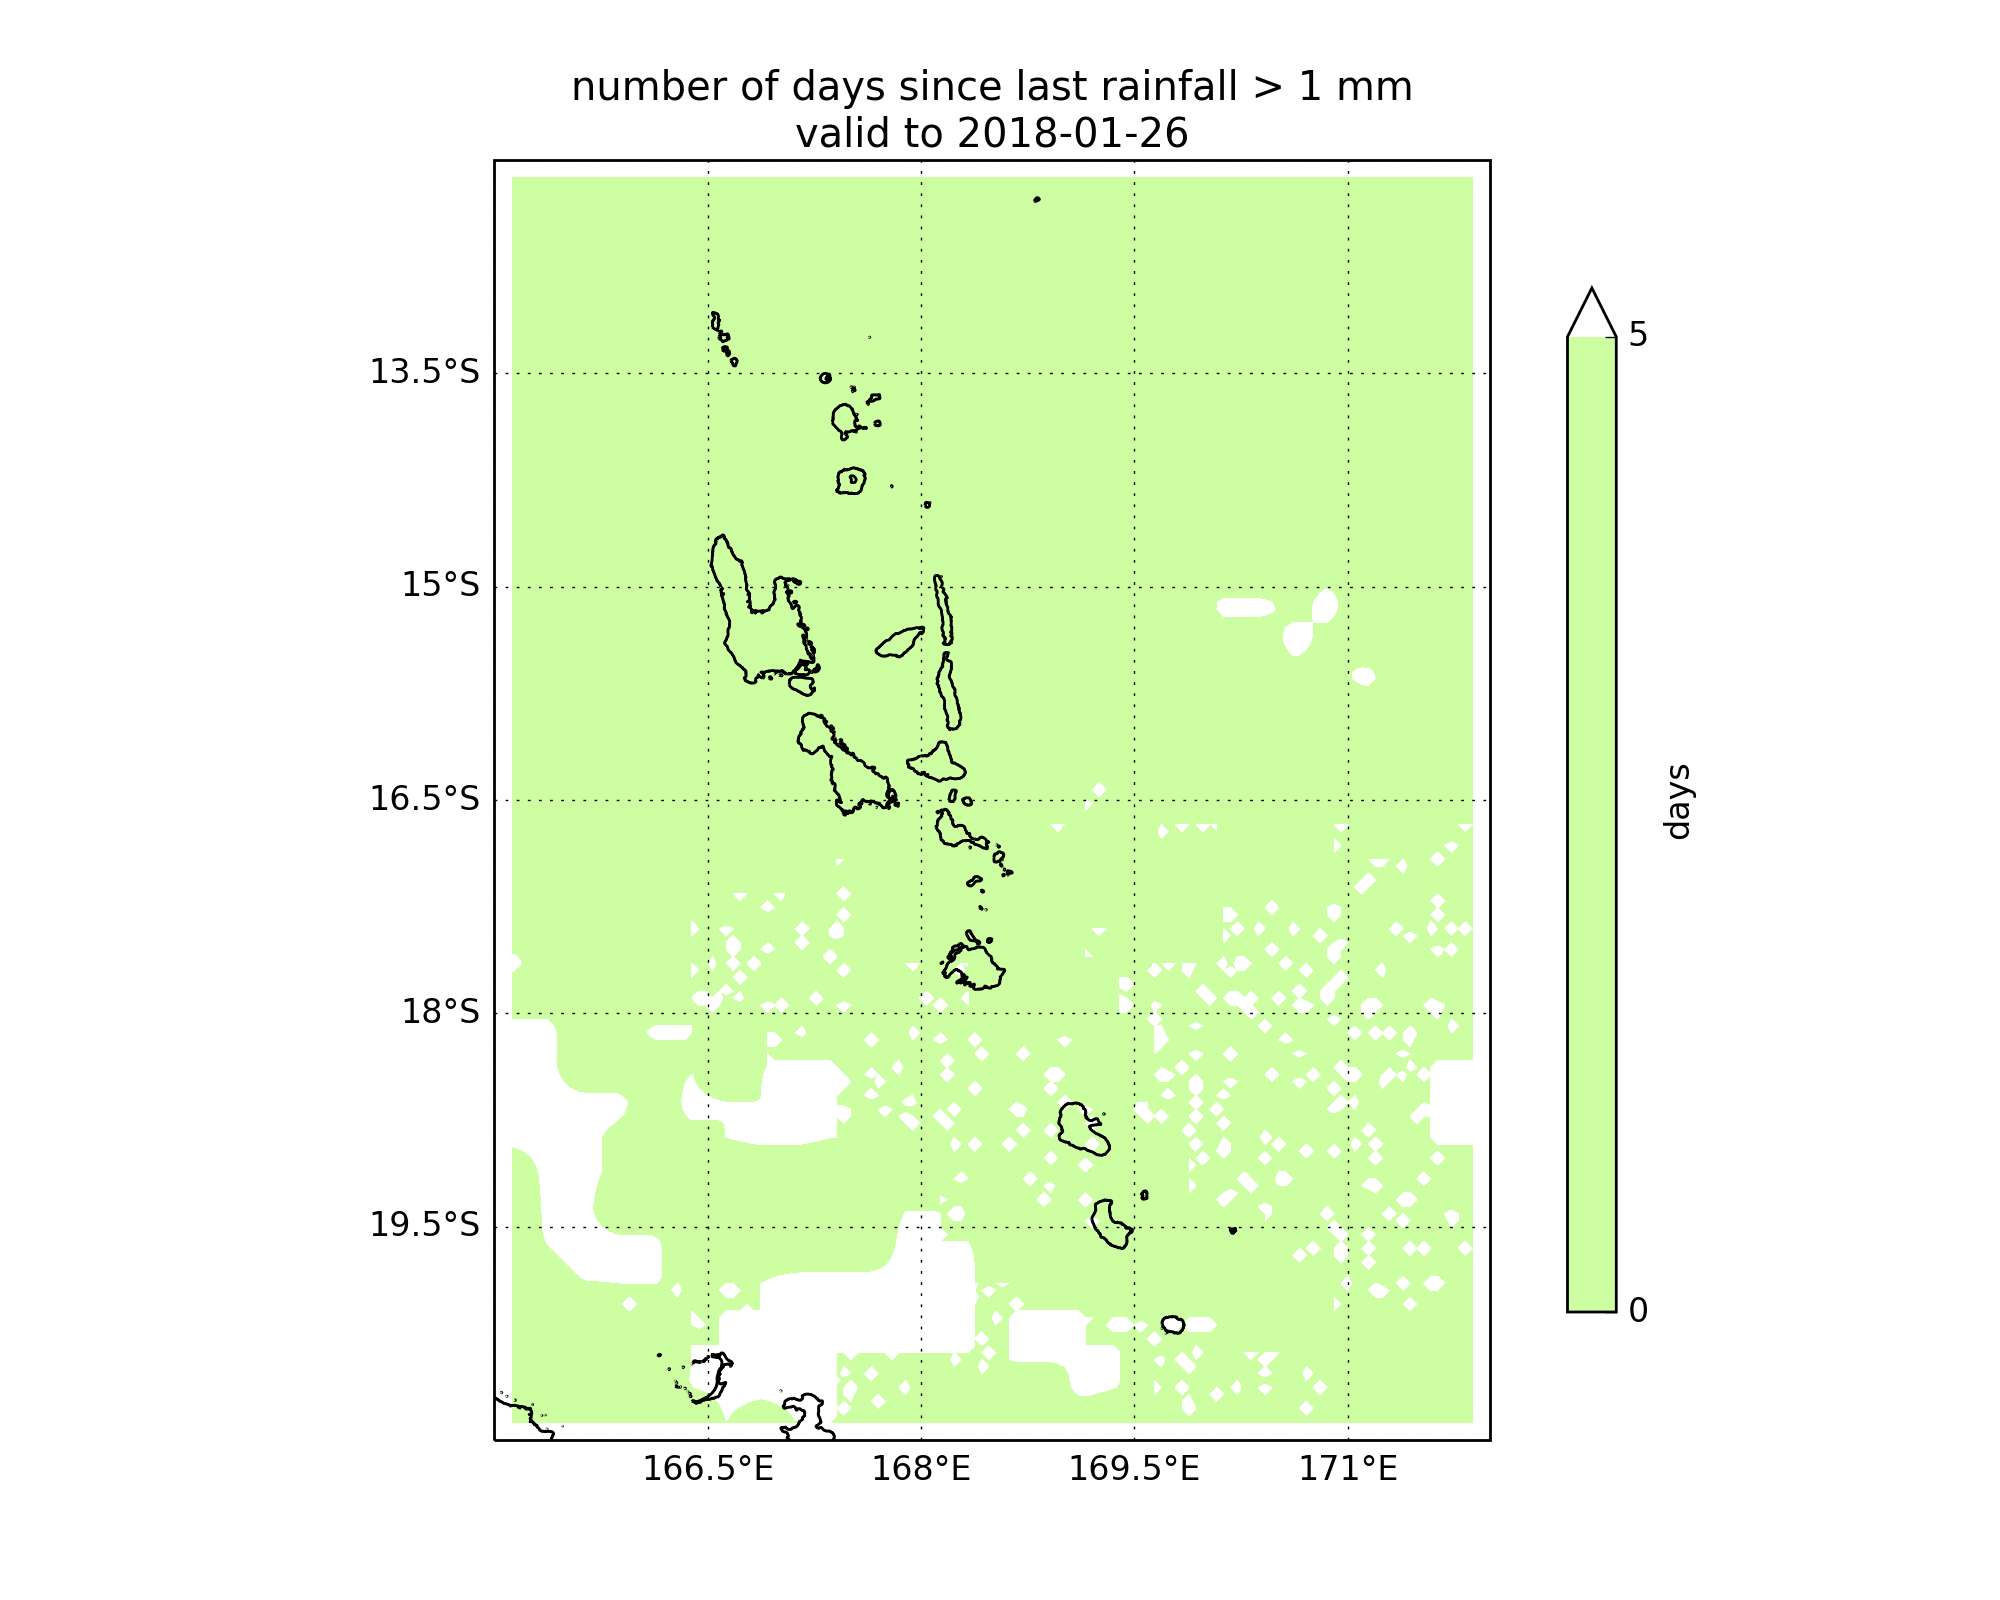 number of days since last rainfall > 1 mm
valid to 2018-01-26
13.5°S
15°S
16.5°S
18°S
19.5°S
166.5°E
168°E
169.5°E
171°E
5
0
days